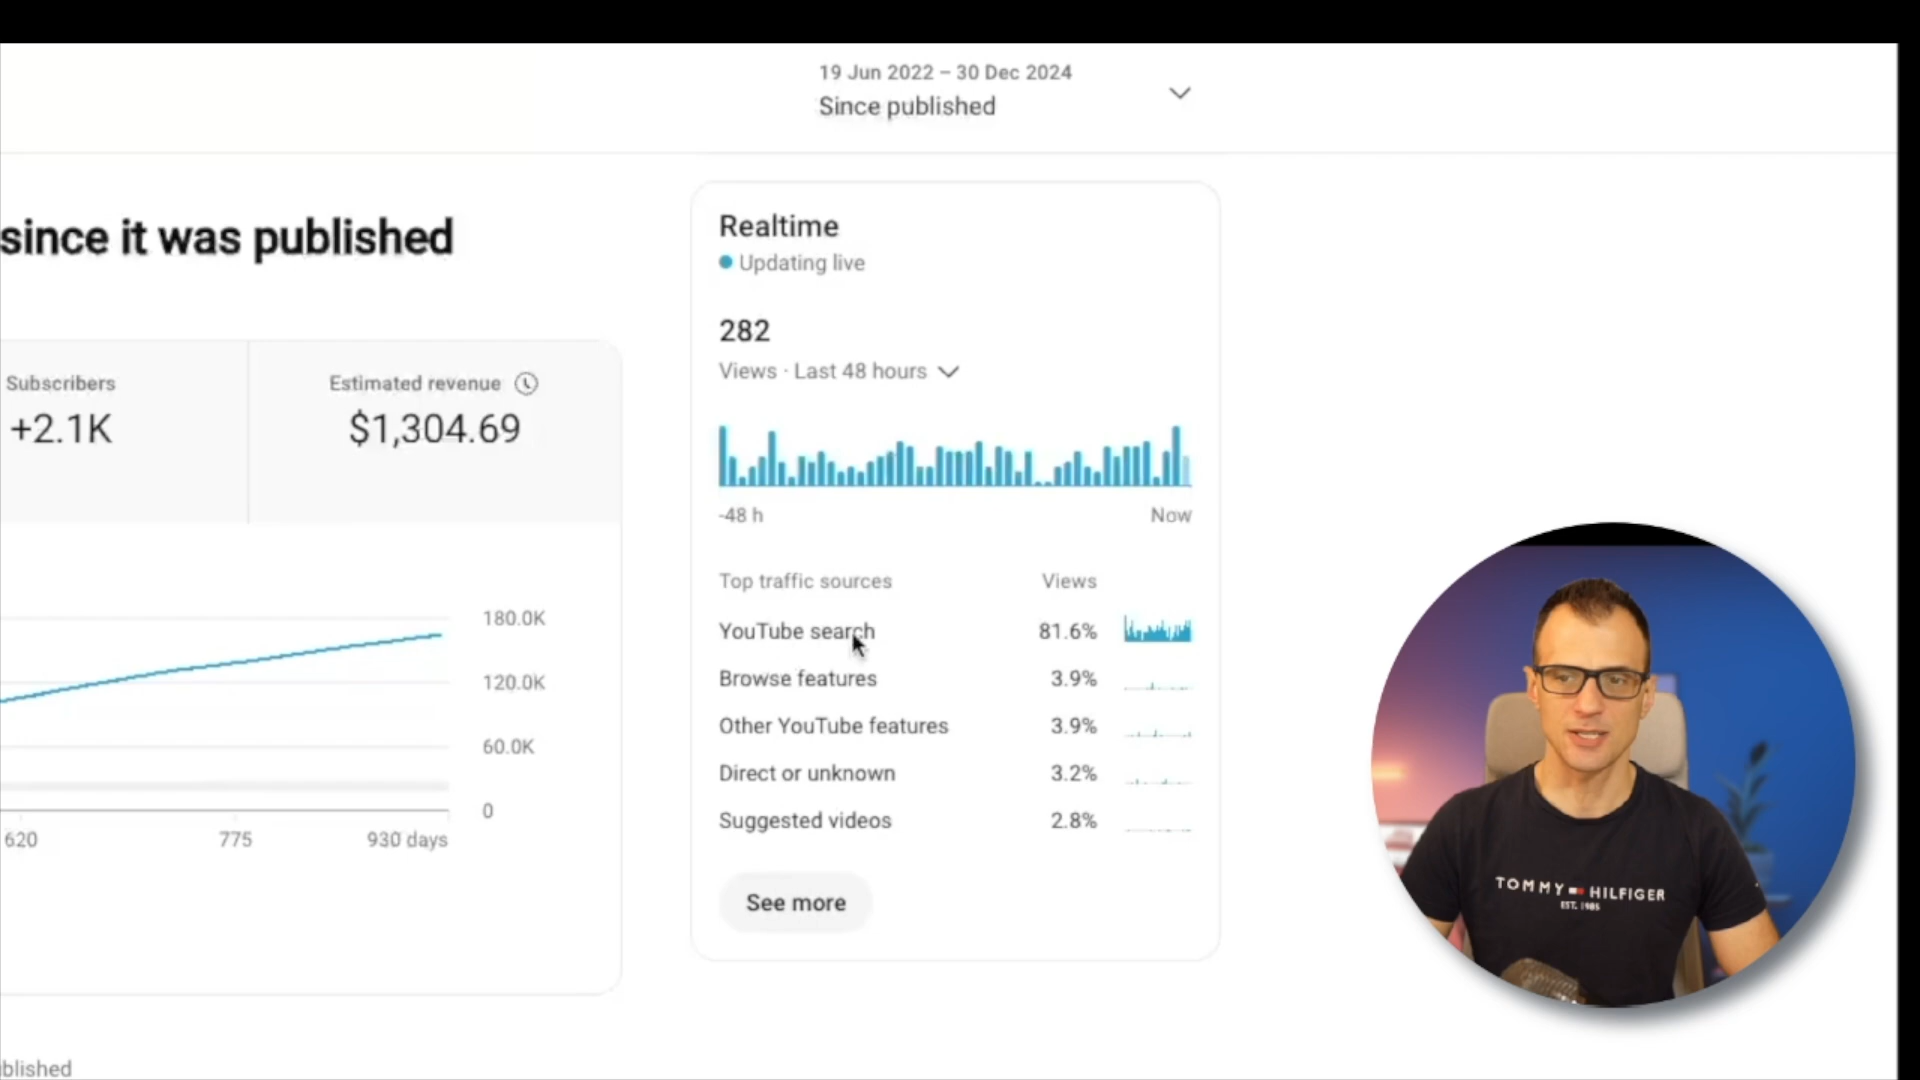 19 Jun 2022 – 30 Dec 2024
Since published
since it was published
Realtime
Updating live
282
Views · Last 48 hours
Subscribers
+2.1K
Estimated revenue
$1,304.69
-48 h
Now
Top traffic sources Views
YouTube search 81.6%
Browse features 3.9%
Other YouTube features 3.9%
Direct or unknown 3.2%
Suggested videos 2.8%
See more
180.0K
120.0K
60.0K
0
620 775 930 days
blished
TOMMY HILFIGER
EST. 1985